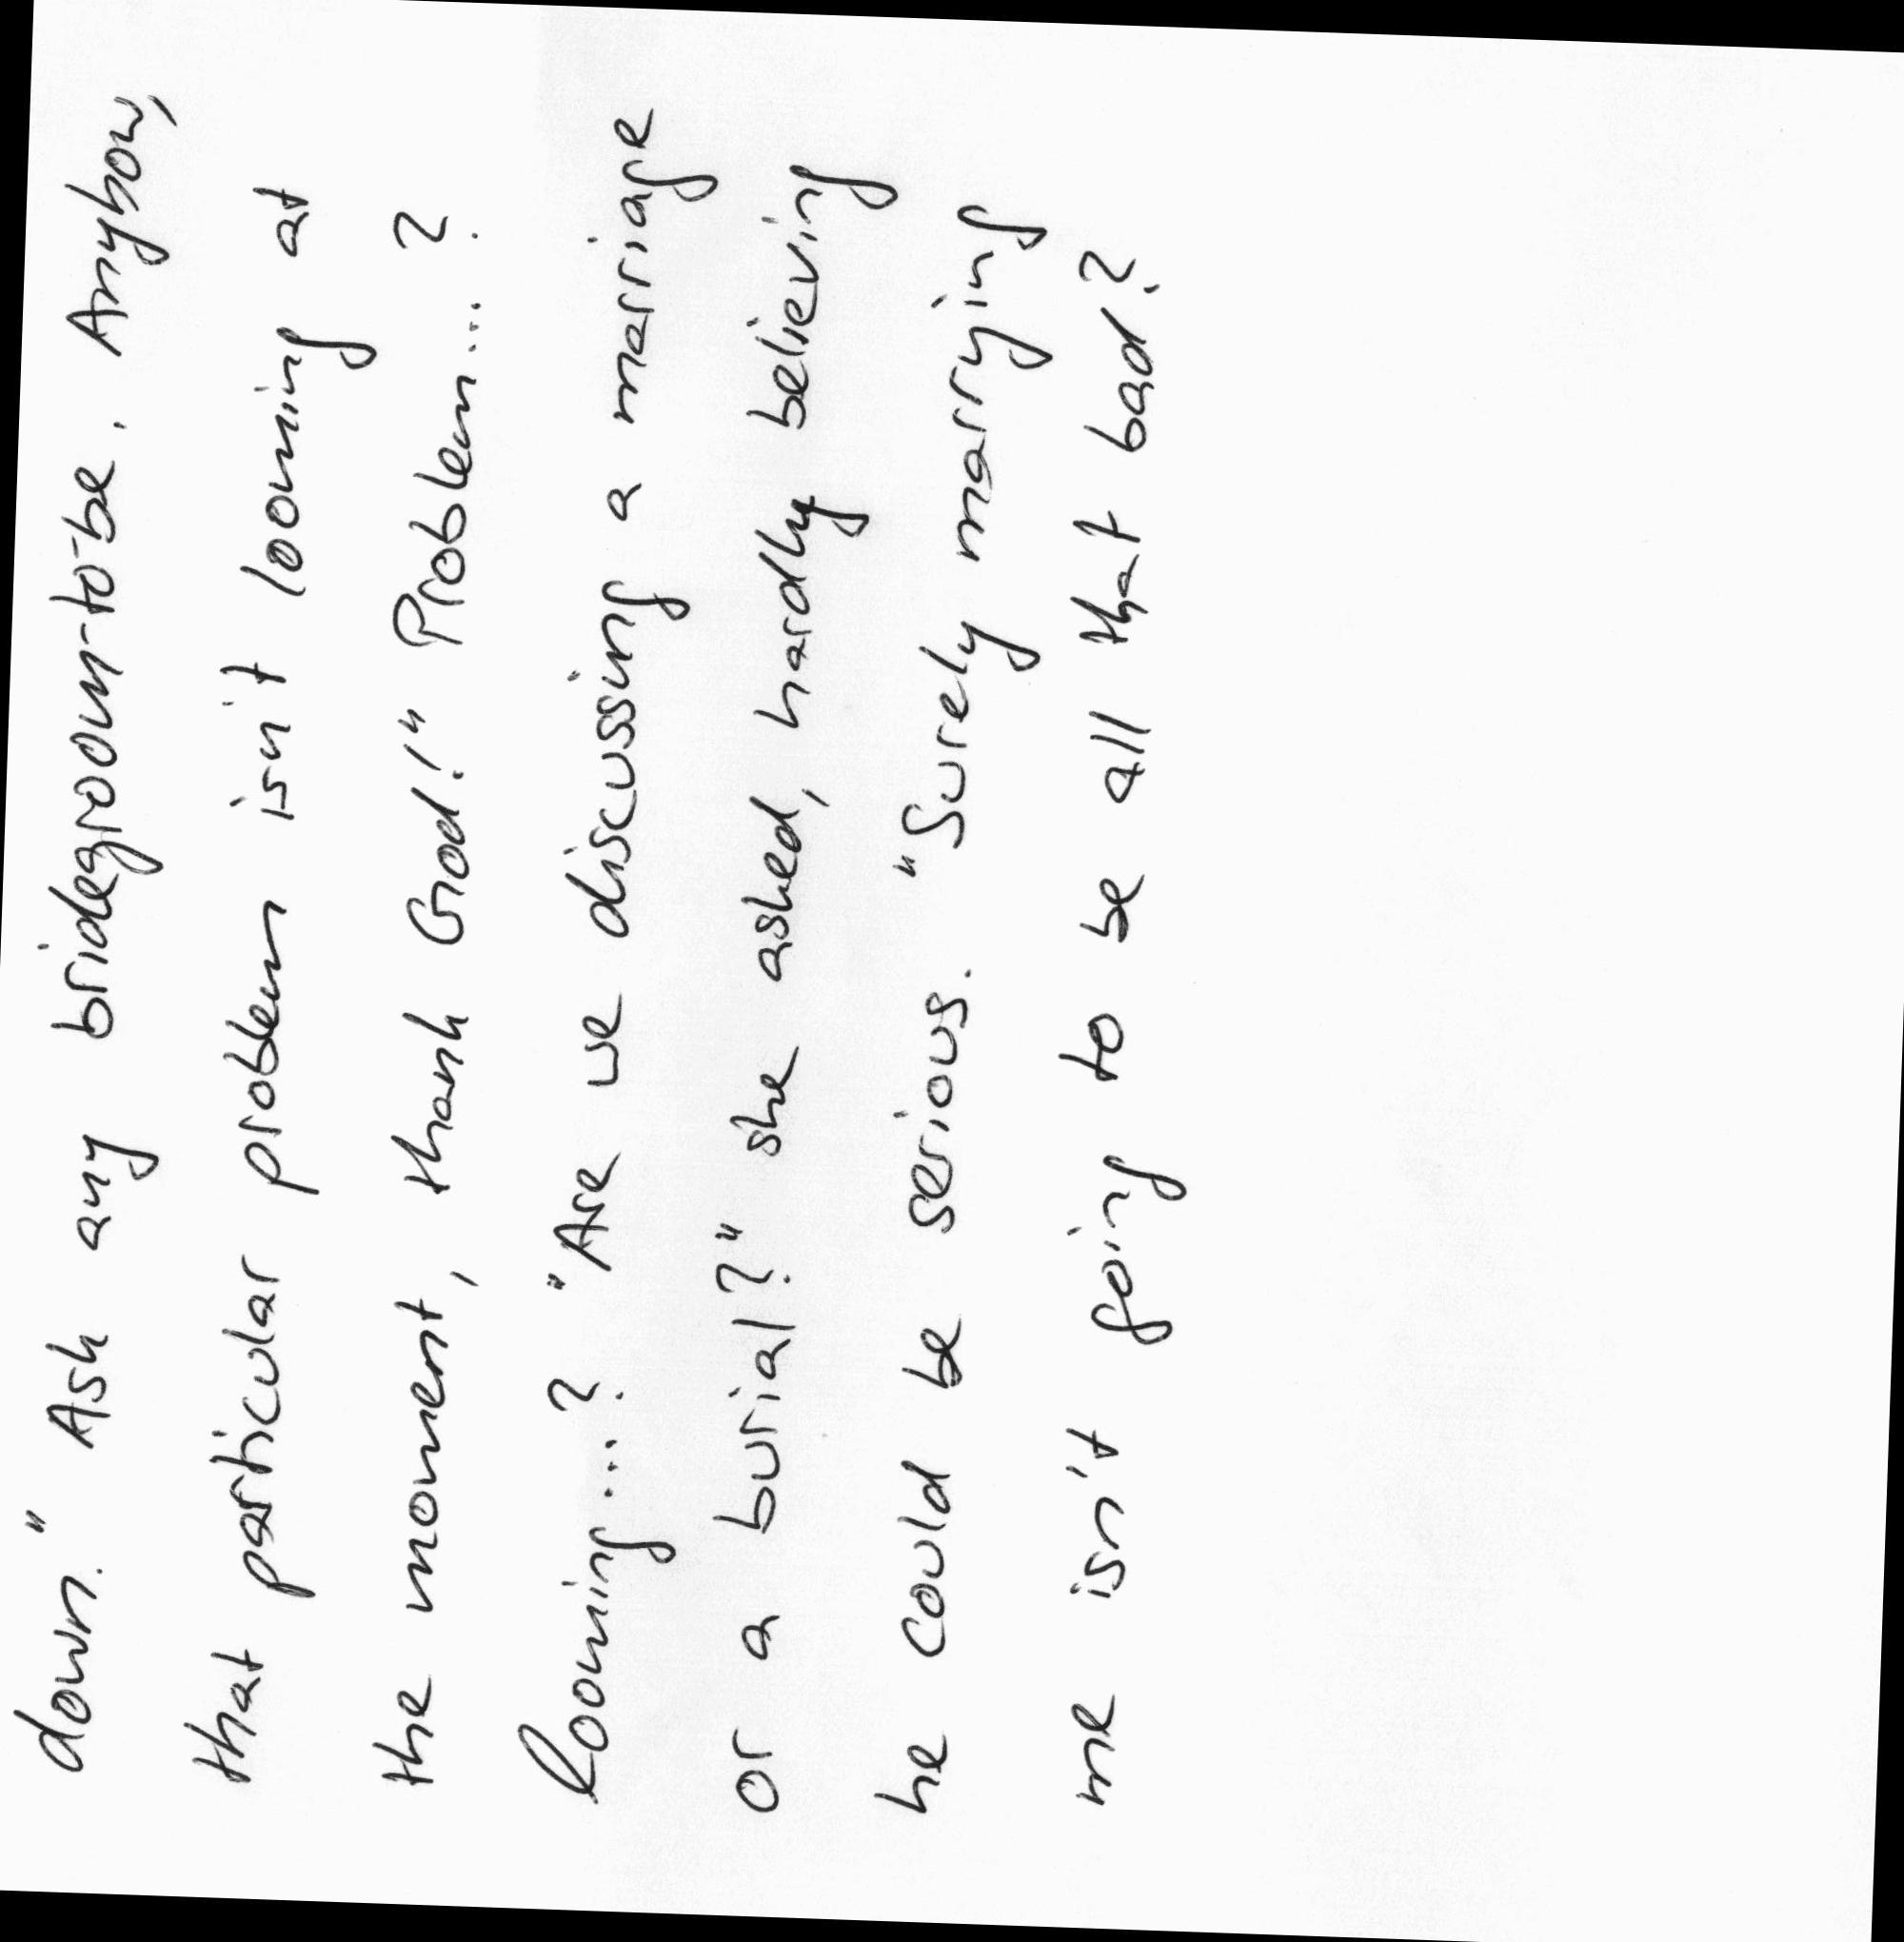 down." Ask any bridegroom-to-be. Anyhow,
that particular problem isn't looming at
the moment, thank God!" Problem... ?
looming...? "Are we discussing a marriage
or a burial?" she asked, hardly believing
he could be serious. "Surely marrying
me isn't going to be all that bad?